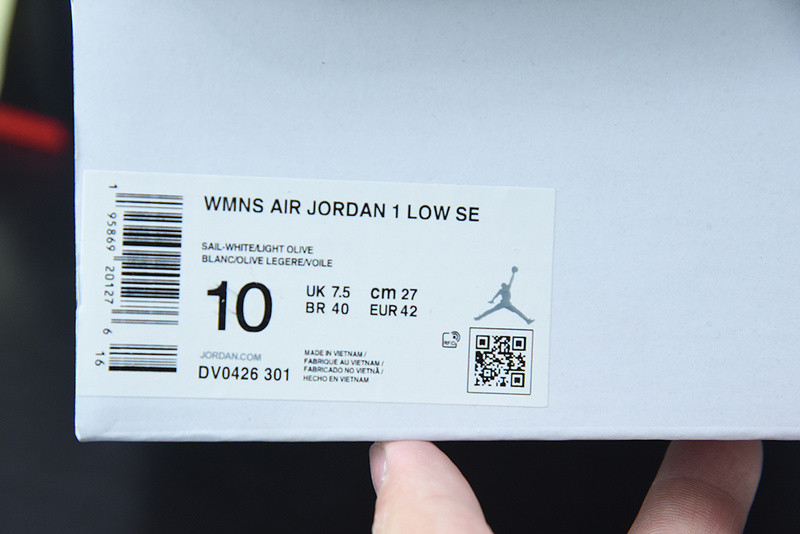 WMNS AIR JORDAN 1 LOW SE
SAIL-WHITE/LIGHT OLIVE
BLANC/OLIVE LEGERE/VOILE
10
UK 7.5 cm 27
BR 40 EUR 42
JORDAN.COM
DV0426 301
MADE IN VIETNAM /
FABRIQUE AU VIETNAM /
FABRICADO NO VIETNÃ /
HECHO EN VIETNAM
RFID
1 95869 20127 6 16